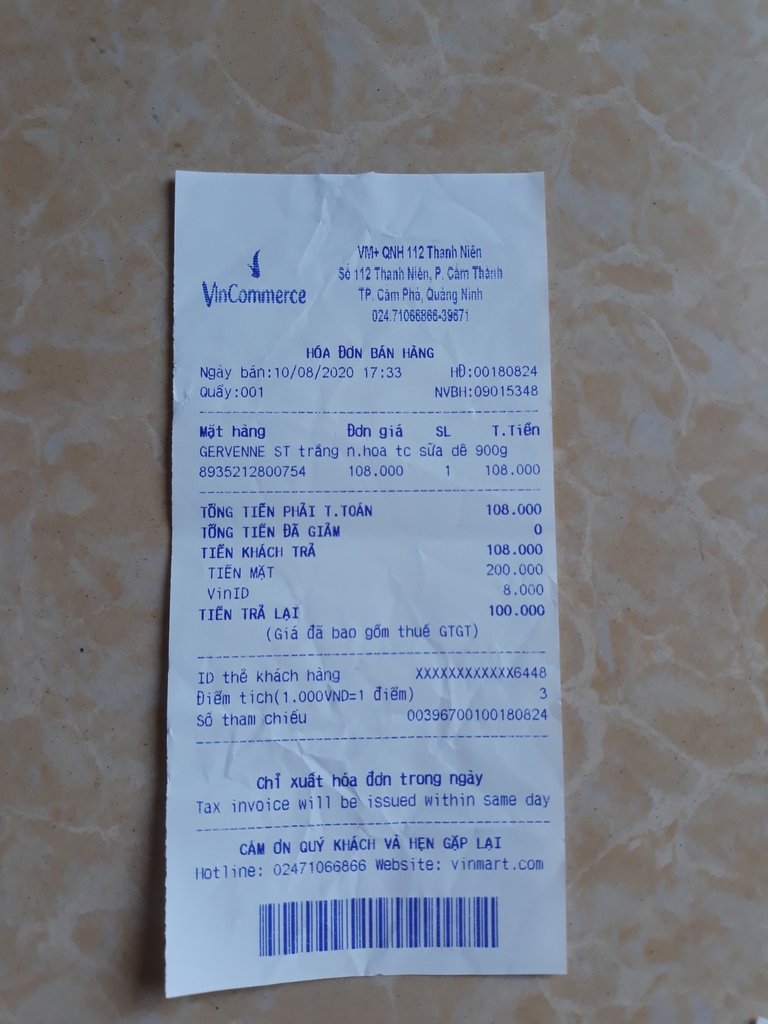 VinCommerce
VM+ QNH 112 Thanh Niên
Số 112 Thanh Niên, P. Cẩm Thành
TP. Cẩm Phả, Quảng Ninh
024.71066866-39671
HÓA ĐƠN BÁN HÀNG
Ngày bán:10/08/2020 17:33 HĐ:00180824
Quầy:001 NVBH:09015348
Mặt hàng Đơn giá SL T.Tiền
GERVENNE ST trắng n.hoa tc sữa dê 900g
8935212800754 108.000 1 108.000
TỔNG TIỀN PHẢI T.TOÁN 108.000
TỔNG TIỀN ĐÃ GIẢM 0
TIỀN KHÁCH TRẢ 108.000
TIỀN MẶT 200.000
VinID 8.000
TIỀN TRẢ LẠI 100.000
(Giá đã bao gồm thuế GTGT)
ID thẻ khách hàng XXXXXXXXXXXX6448
Điểm tích(1.000VND=1 điểm) 3
Số tham chiếu 00396700100180824
Chỉ xuất hóa đơn trong ngày
Tax invoice will be issued within same day
CẢM ƠN QUÝ KHÁCH VÀ HẸN GẶP LẠI
Hotline: 02471066866 Website: vinmart.com